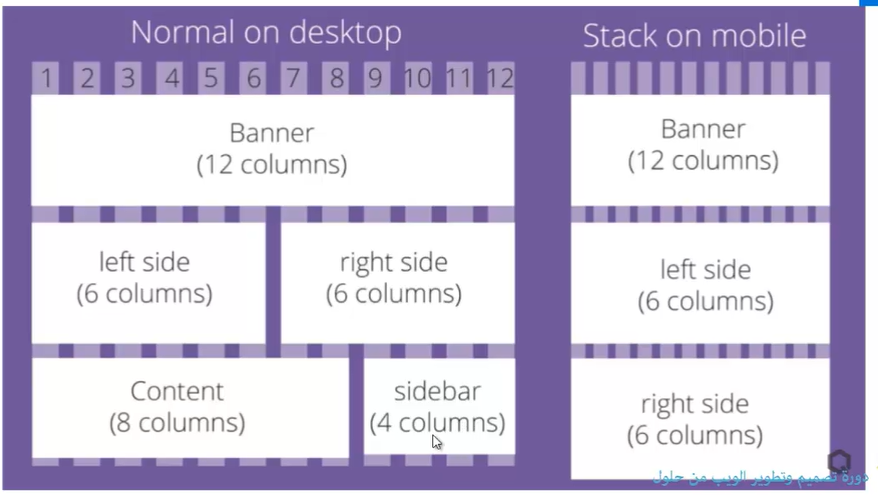 Normal on desktop
1 2 3 4 5 6 7 8 9 10 11 12
Banner
(12 columns)
left side
(6 columns)
right side
(6 columns)
Content
(8 columns)
sidebar
(4 columns)
Stack on mobile
Banner
(12 columns)
left side
(6 columns)
right side
(6 columns)
دورة تصميم وتطوير الويب من حلول